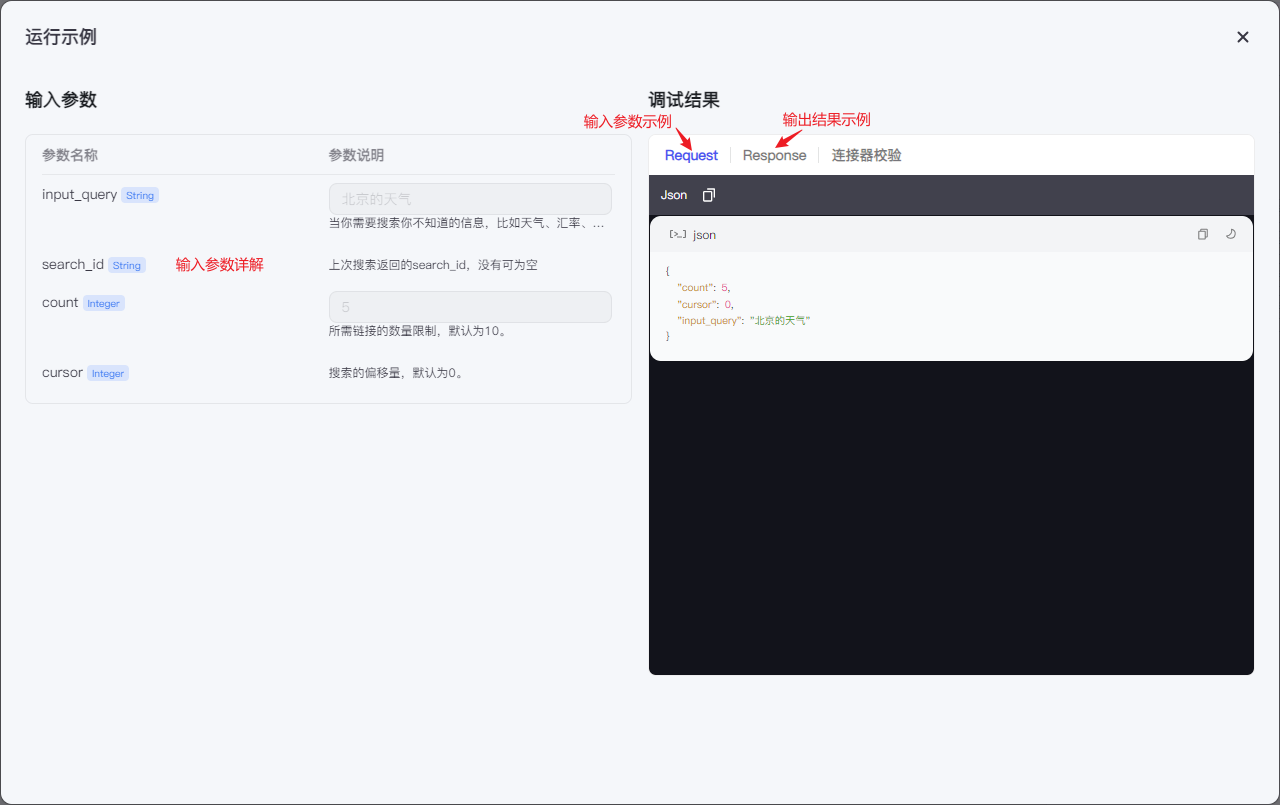 运行示例
输入参数
参数名称 参数说明
input_query String 北京的天气
当你需要搜索你不知道的信息，比如天气、汇率、...
search_id String 输入参数详解 上次搜索返回的search_id，没有可为空
count Integer 5
所需链接的数量限制，默认为10。
cursor Integer 搜索的偏移量，默认为0。
调试结果
输入参数示例 输出结果示例
Request Response 连接器校验
Json
[>_] json
{
"count": 5,
"cursor": 0,
"input_query": "北京的天气"
}